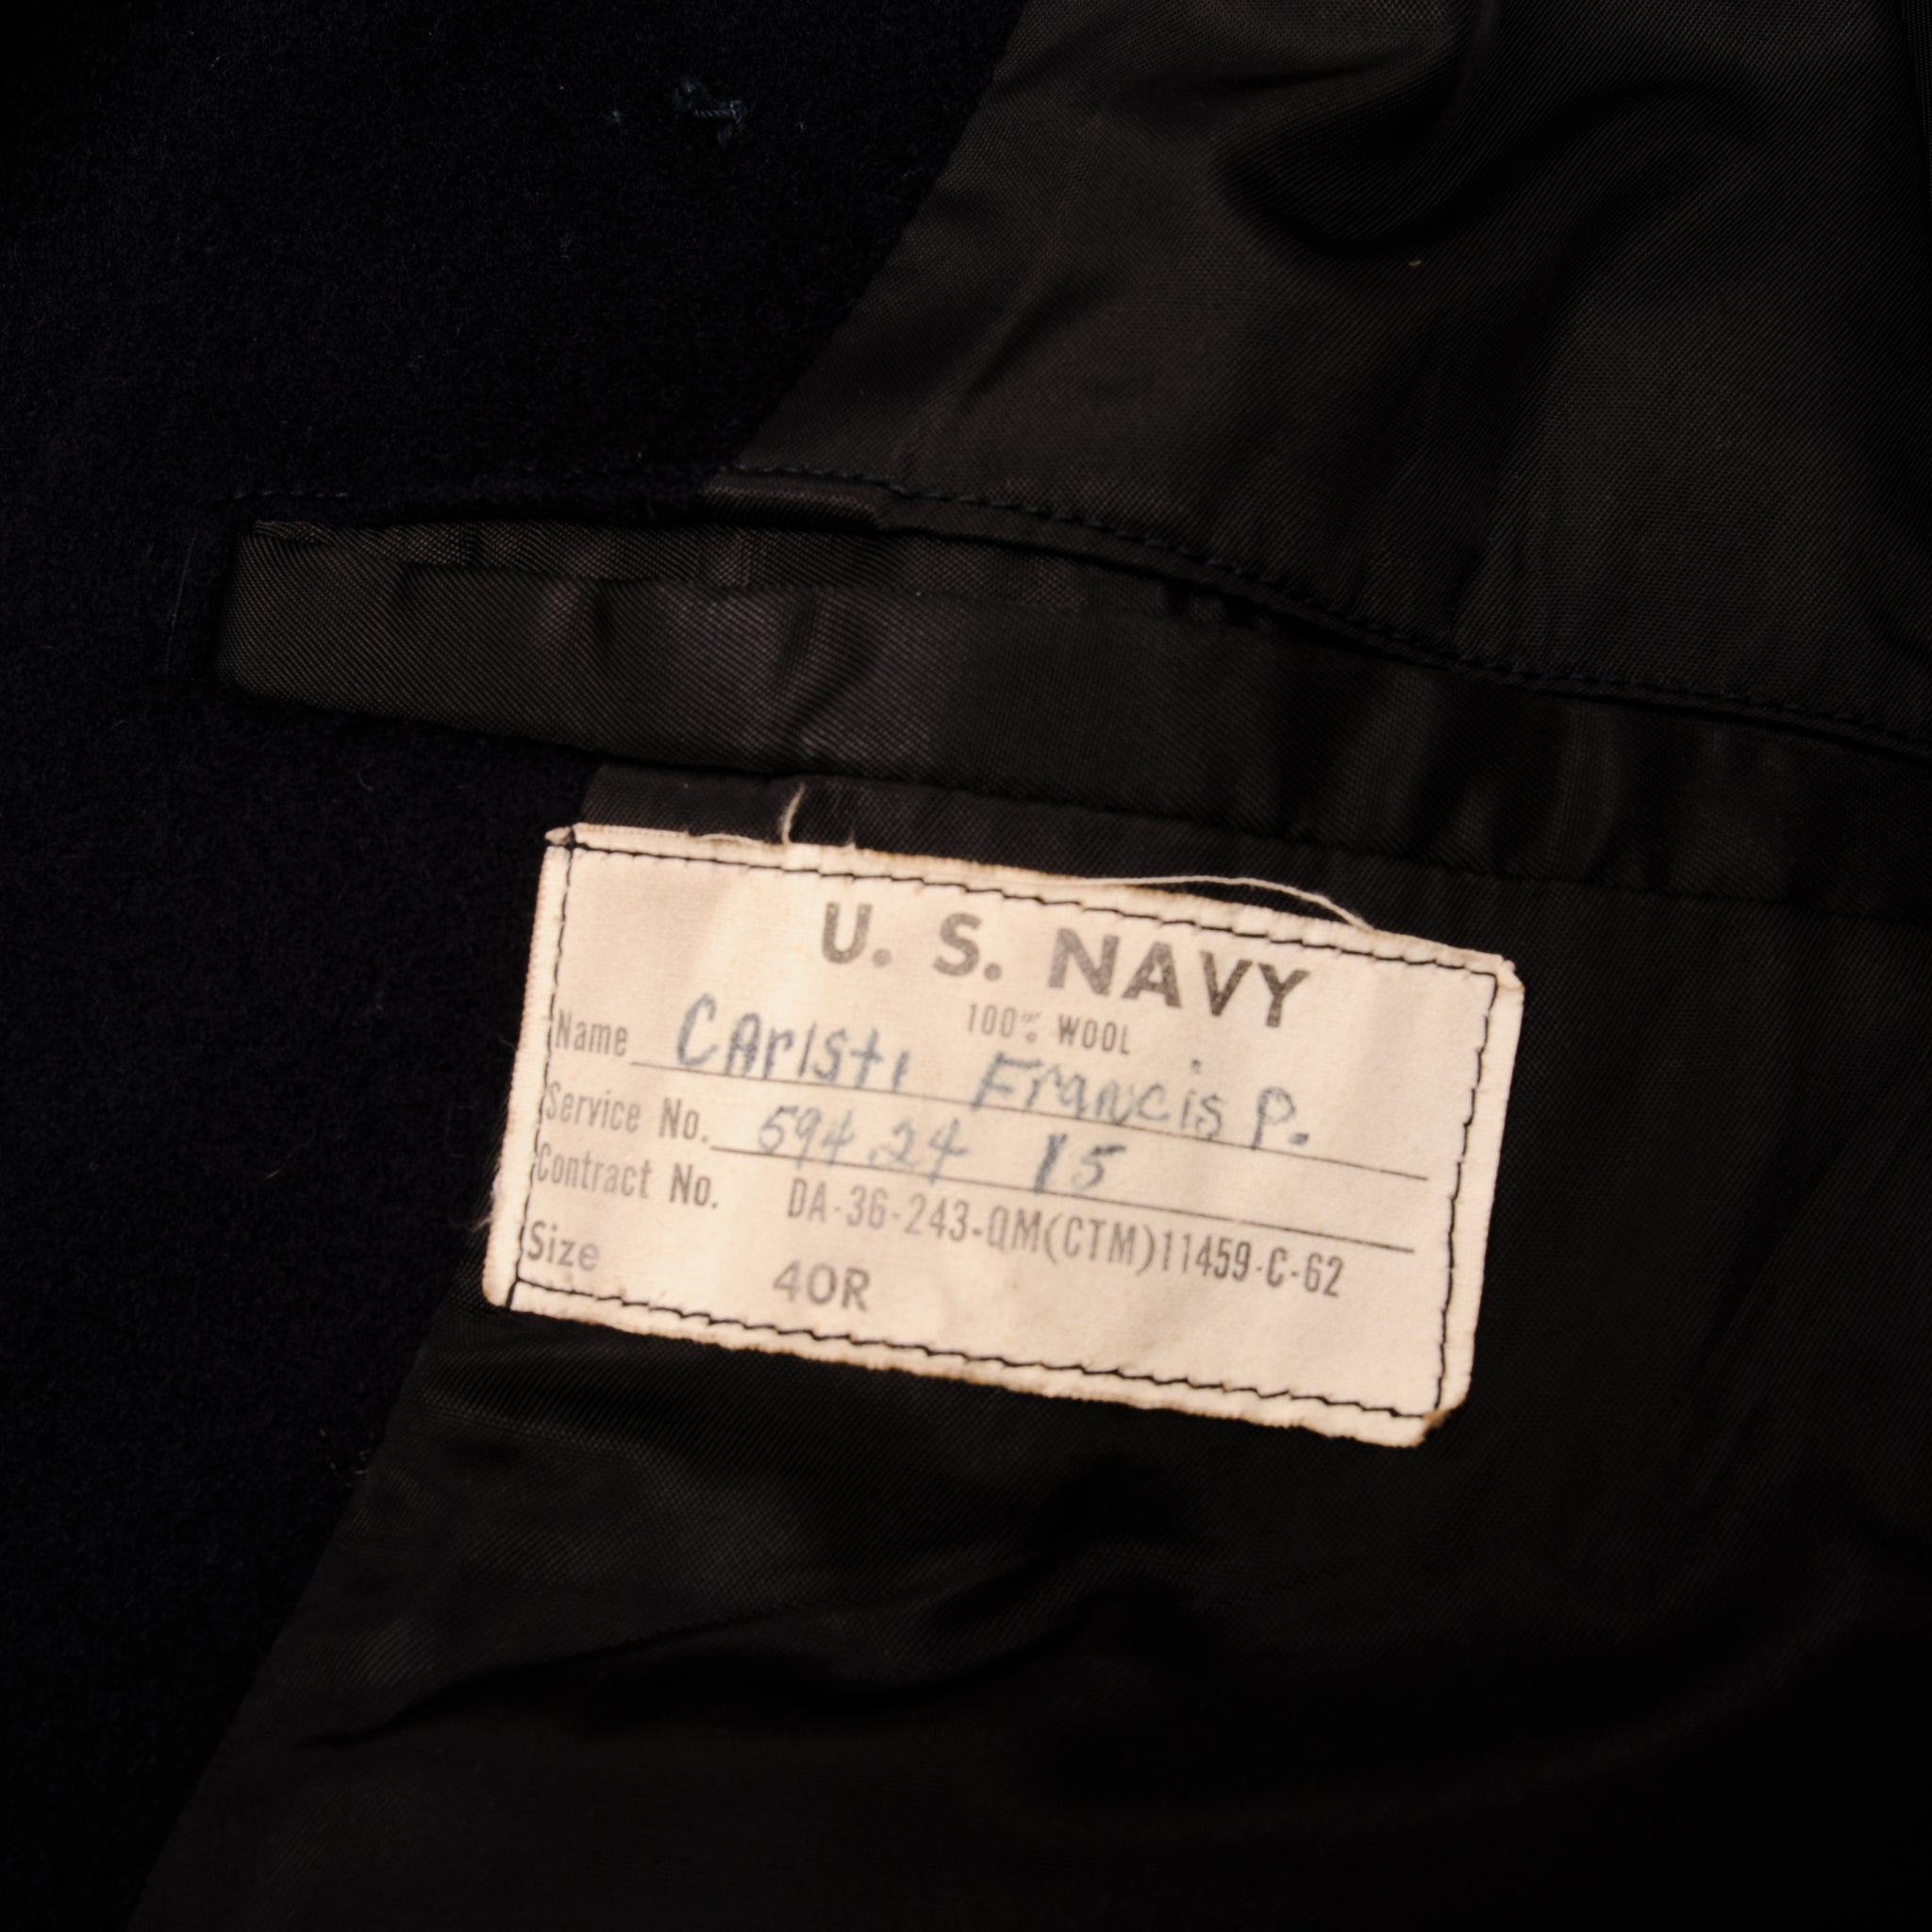 U. S. NAVY
100% WOOL
Name CAristi Francis P.
Service No. 594 24 15
Contract No. DA-36-243-QM(CTM)11459-C-62
Size 40R